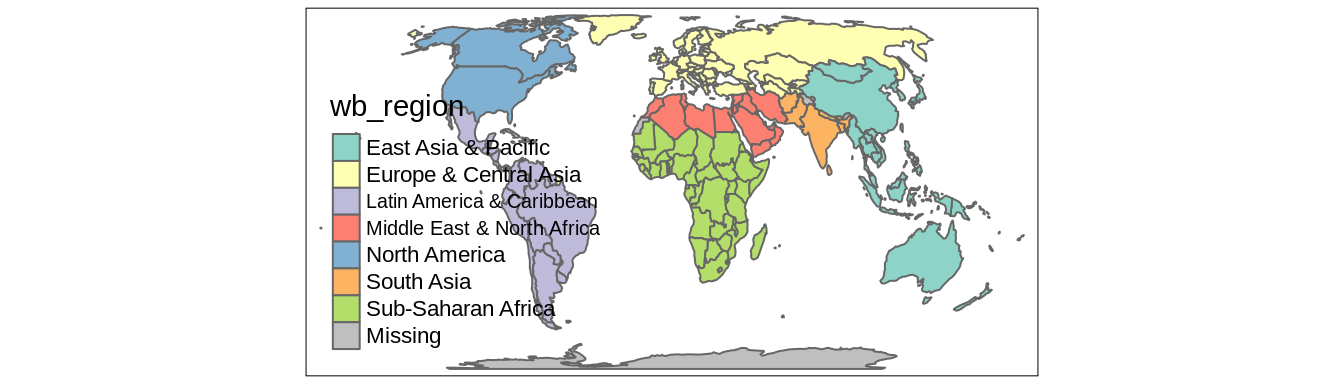 wb_region
East Asia & Pacific
Europe & Central Asia
Latin America & Caribbean
Middle East & North Africa
North America
South Asia
Sub-Saharan Africa
Missing